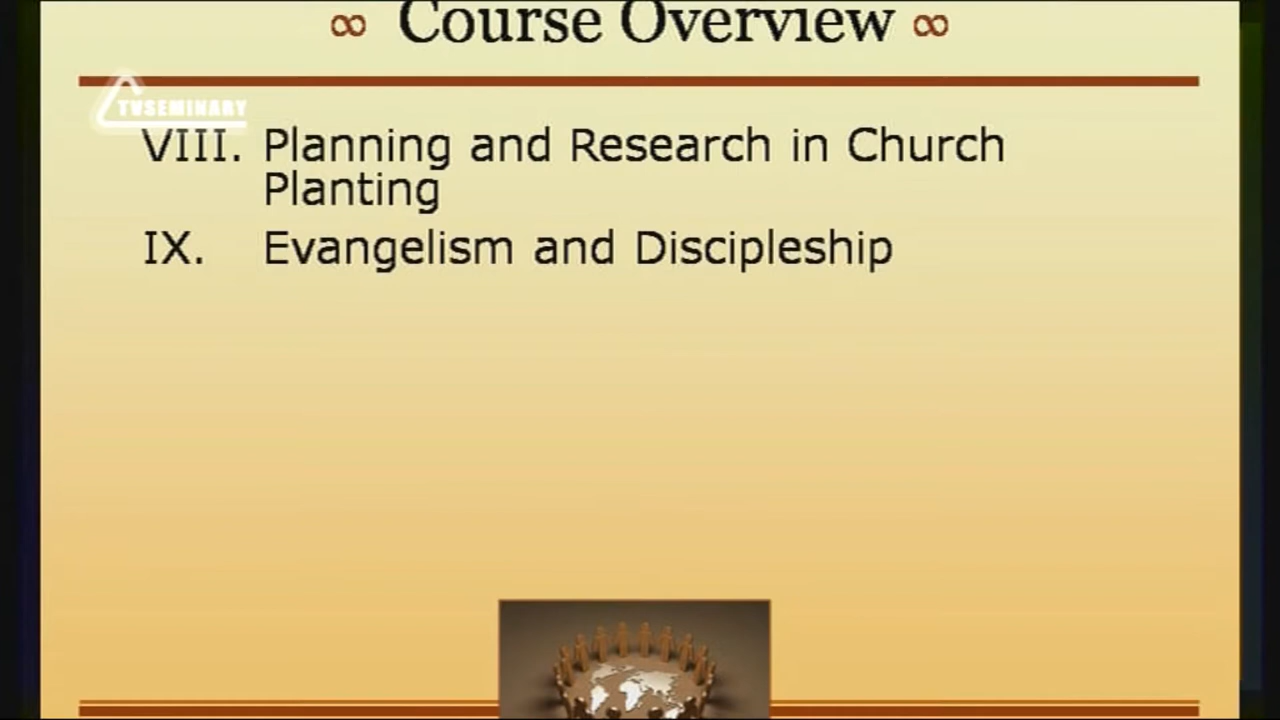 ∞ Course Overview ∞
TVSEMINARY
VIII. Planning and Research in Church
Planting
IX. Evangelism and Discipleship